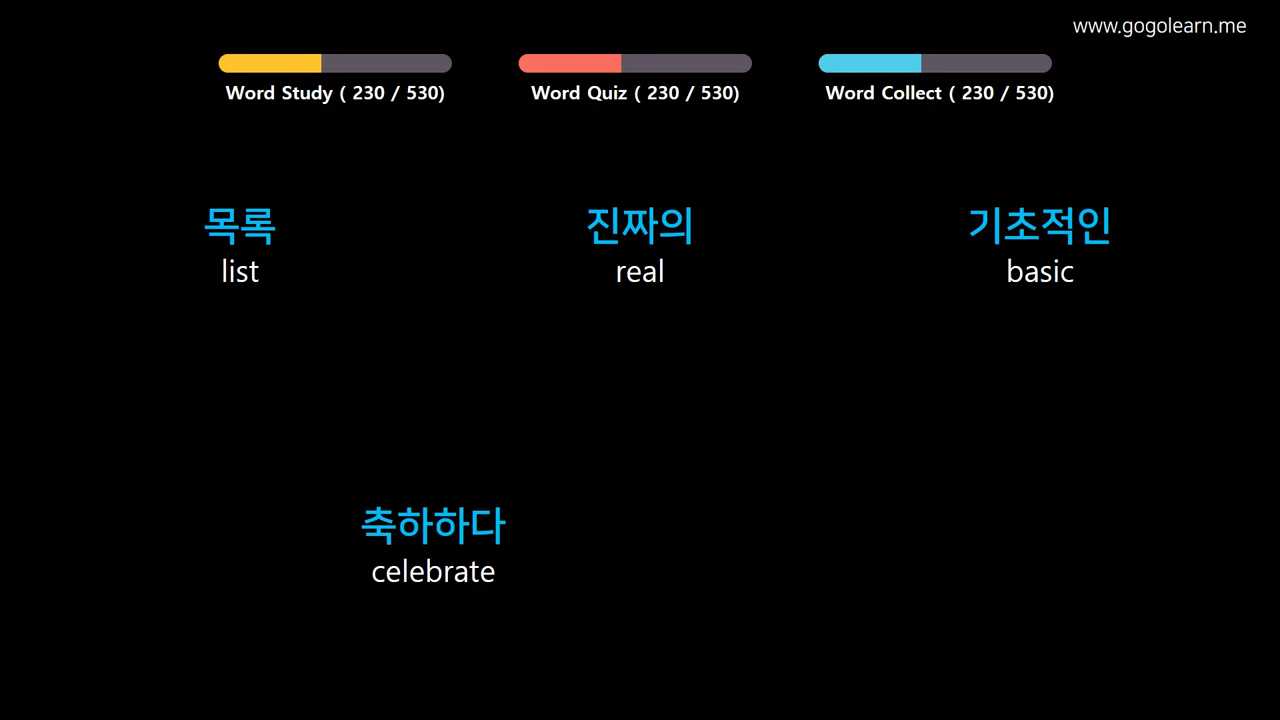 www.gogolearn.me
Word Study ( 230 / 530)
Word Quiz ( 230 / 530)
Word Collect ( 230 / 530)
목록
list
진짜의
real
기초적인
basic
축하하다
celebrate